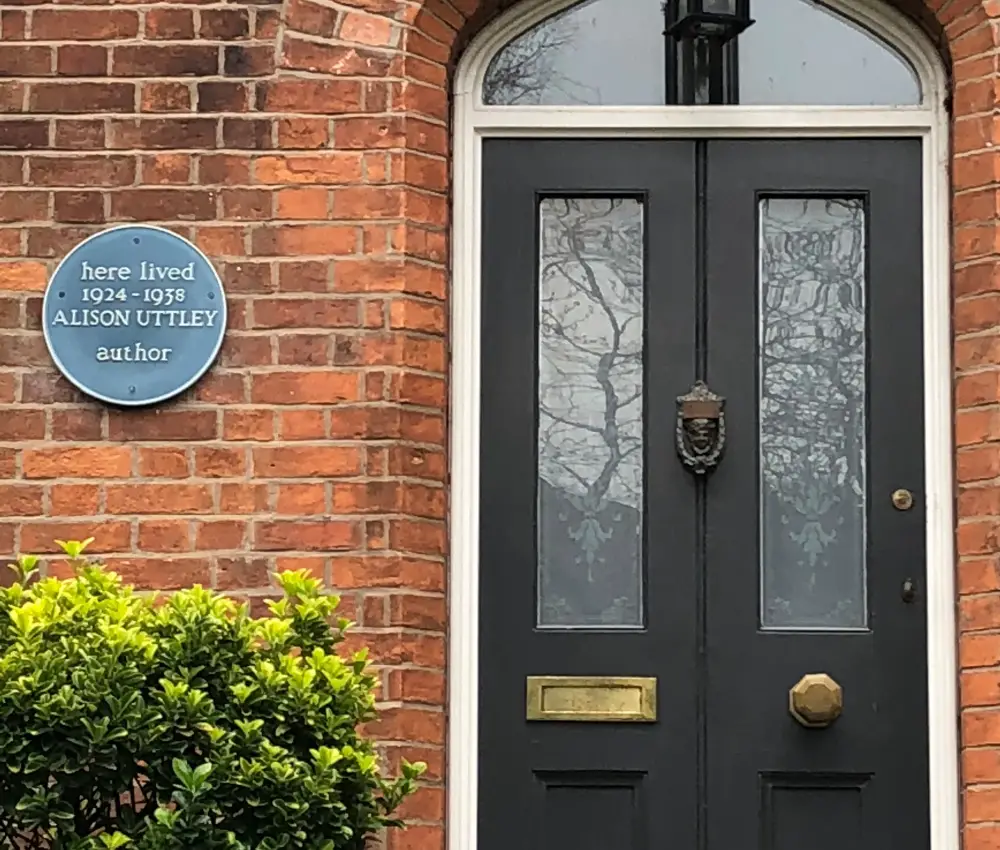 here lived
1924-1938
ALISON UTTLEY
author